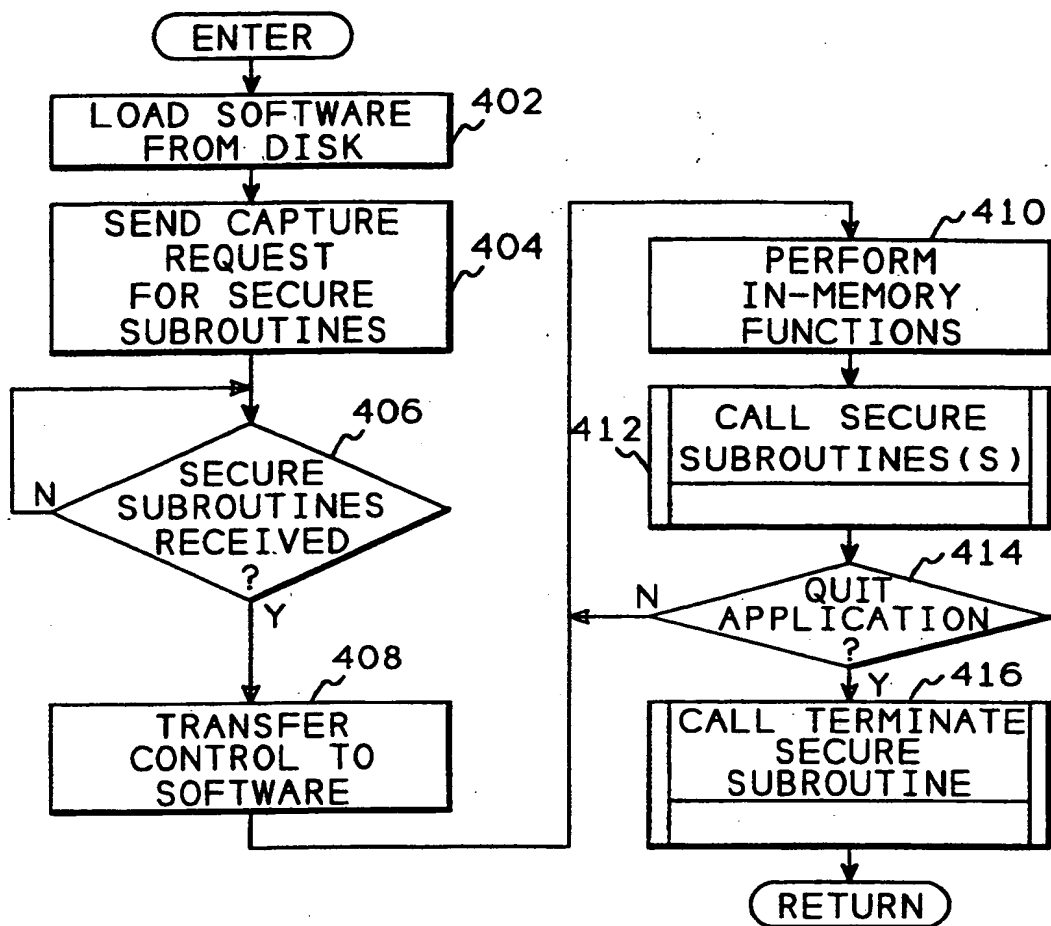 ENTER
402
LOAD SOFTWARE
FROM DISK
404
SEND CAPTURE
REQUEST
FOR SECURE
SUBROUTINES
406
SECURE
SUBROUTINES
RECEIVED
?
N
Y
408
TRANSFER
CONTROL TO
SOFTWARE
410
PERFORM
IN-MEMORY
FUNCTIONS
412
CALL SECURE
SUBROUTINES(S)
414
QUIT
APPLICATION
?
N
Y
416
CALL TERMINATE
SECURE
SUBROUTINE
RETURN